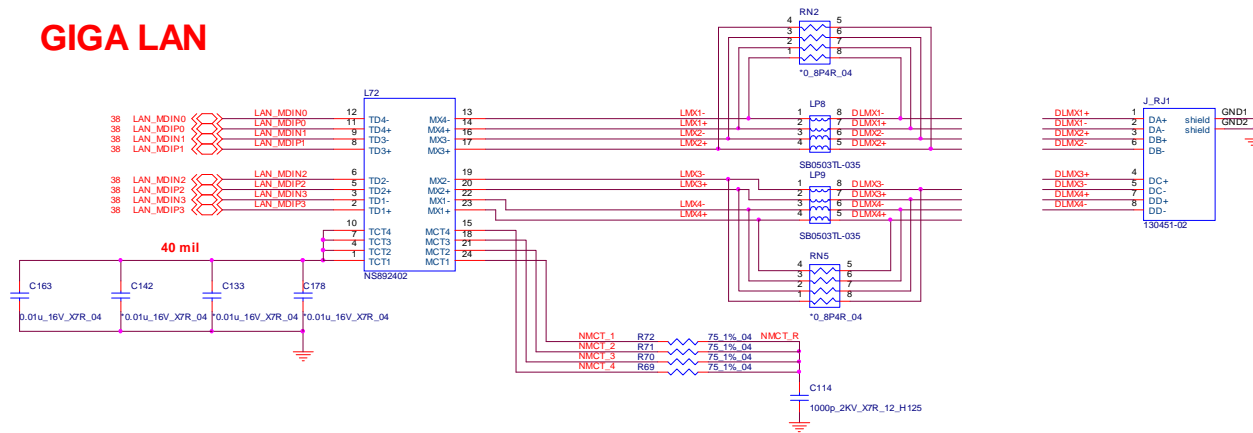 GIGA LAN
RN2
4 5
3 6
2 7
1 8
*0_8P4R_04
L72
38 LAN_MDIN0 LAN_MDIN0 12 TD4- MX4- 13 LMX1-
38 LAN_MDIP0 LAN_MDIP0 11 TD4+ MX4+ 14 LMX1+
38 LAN_MDIN1 LAN_MDIN1 9 TD3- MX3- 16 LMX2-
38 LAN_MDIP1 LAN_MDIP1 8 TD3+ MX3+ 17 LMX2+
38 LAN_MDIN2 LAN_MDIN2 6 TD2- MX2- 19 LMX3-
38 LAN_MDIP2 LAN_MDIP2 5 TD2+ MX2+ 20 LMX3+
38 LAN_MDIN3 LAN_MDIN3 3 TD1- MX1- 22 LMX4-
38 LAN_MDIP3 LAN_MDIP3 2 TD1+ MX1+ 23 LMX4+
10 TCT4 MCT4 15
7 TCT3 MCT3 18
4 TCT2 MCT2 21
1 TCT1 MCT1 24
NS892402
LP8
1 8 DLMX1-
2 7 DLMX1+
3 6 DLMX2-
4 5 DLMX2+
SB0503TL-035
LP9
1 8 DLMX3-
2 7 DLMX3+
3 6 DLMX4-
4 5 DLMX4+
SB0503TL-035
RN5
4 5
3 6
2 7
1 8
*0_8P4R_04
J_RJ1
DLMX1+ 1 DA+ shield GND1
DLMX1- 2 DA- shield GND2
DLMX2+ 3 DB+
DLMX2- 6 DB-
DLMX3+ 4 DC+
DLMX3- 5 DC-
DLMX4+ 7 DD+
DLMX4- 8 DD-
130451-02
40 mil
C163 C142 C133 C178
0.01u_16V_X7R_04 *0.01u_16V_X7R_04 *0.01u_16V_X7R_04 *0.01u_16V_X7R_04
NMCT_1 R72 75_1%_04 NMCT_R
NMCT_2 R71 75_1%_04
NMCT_3 R70 75_1%_04
NMCT_4 R69 75_1%_04
C114
1000p_2KV_X7R_12_H125